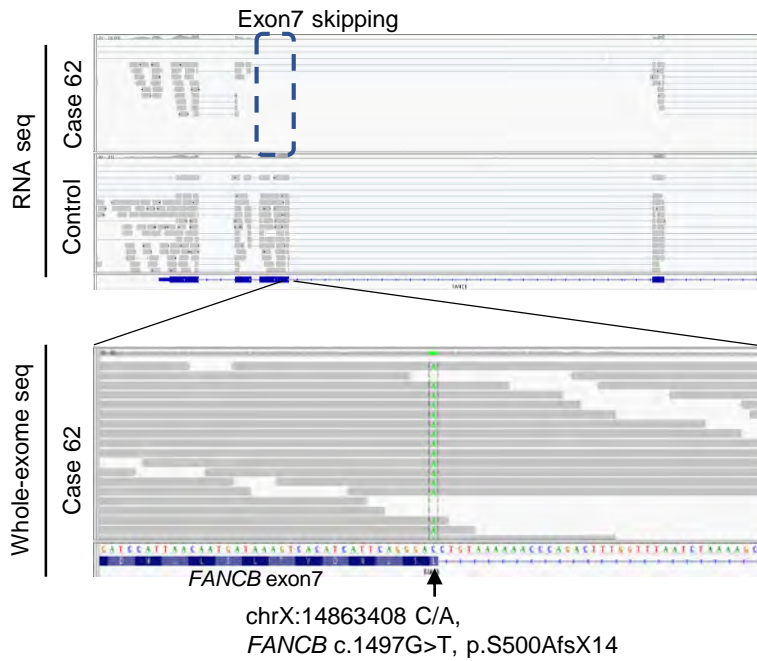 Exon7 skipping
RNA seq
Case 62
Control
Whole-exome seq
Case 62
GATCCATTAACAATGATAAAGTCACATCATTCAGGGACCTGTAAAAAACCCAGACTTTGGTTTAATCTAAAAGC
FANCB exon7
chrX:14863408 C/A,
FANCB c.1497G>T, p.S500AfsX14